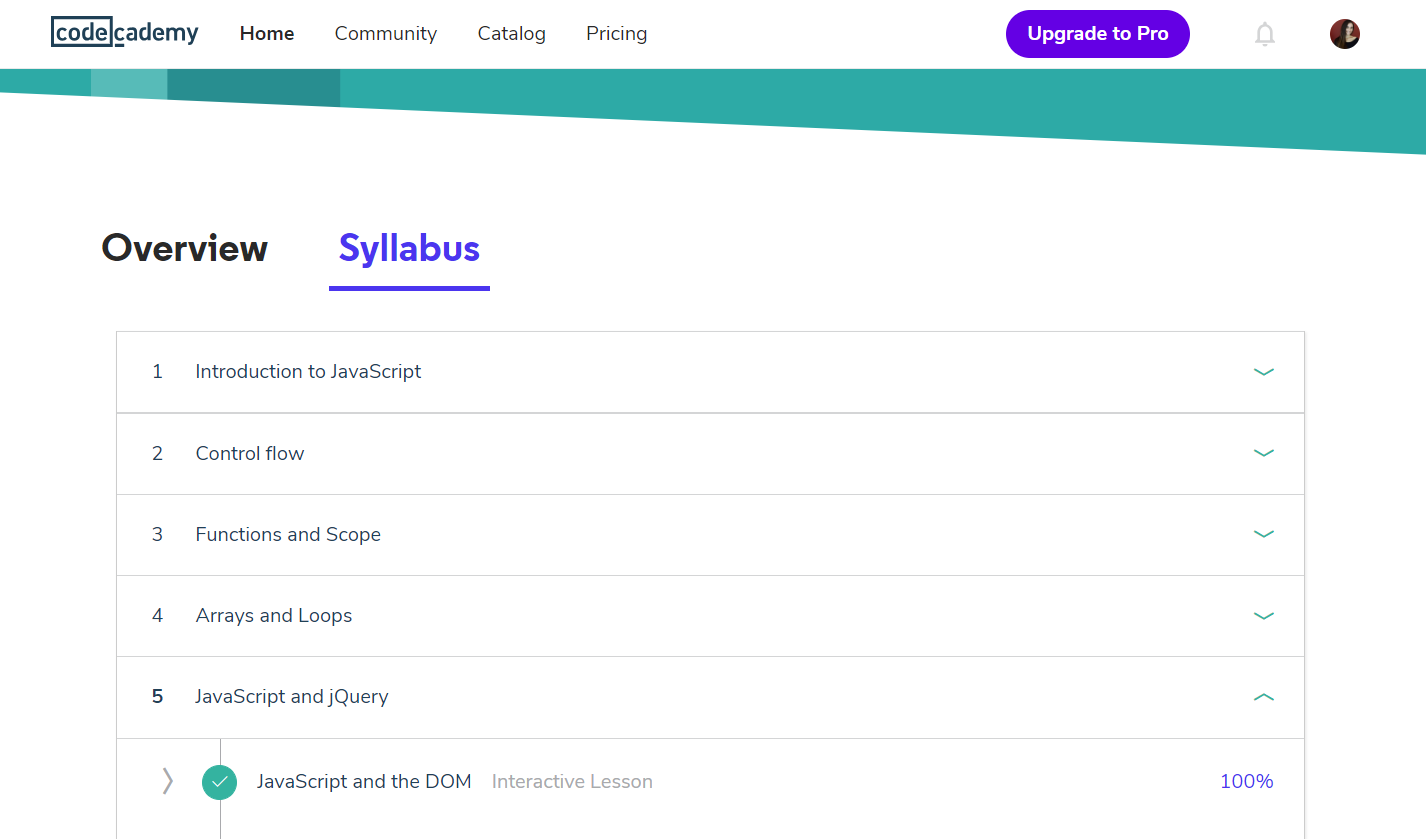 codecademy Home Community Catalog Pricing Upgrade to Pro
Overview Syllabus
1 Introduction to JavaScript
2 Control flow
3 Functions and Scope
4 Arrays and Loops
5 JavaScript and jQuery
JavaScript and the DOM Interactive Lesson 100%